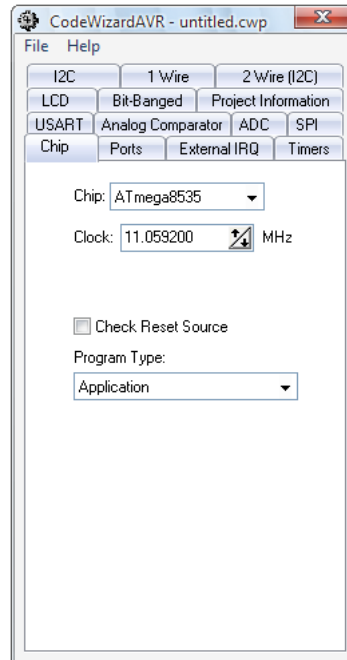 CodeWizardAVR - untitled.cwp
File Help
I2C 1 Wire 2 Wire (I2C)
LCD Bit-Banged Project Information
USART Analog Comparator ADC SPI
Chip Ports External IRQ Timers
Chip: ATmega8535
Clock: 11.059200 MHz
Check Reset Source
Program Type:
Application